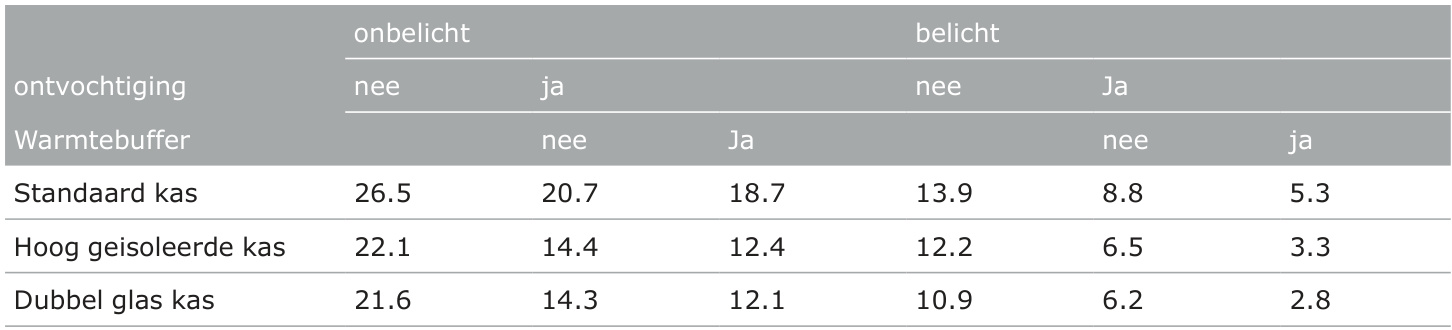 onbelicht belicht
ontvochtiging nee ja nee Ja
Warmtebuffer nee Ja nee ja
Standaard kas 26.5 20.7 18.7 13.9 8.8 5.3
Hoog geisoleerde kas 22.1 14.4 12.4 12.2 6.5 3.3
Dubbel glas kas 21.6 14.3 12.1 10.9 6.2 2.8